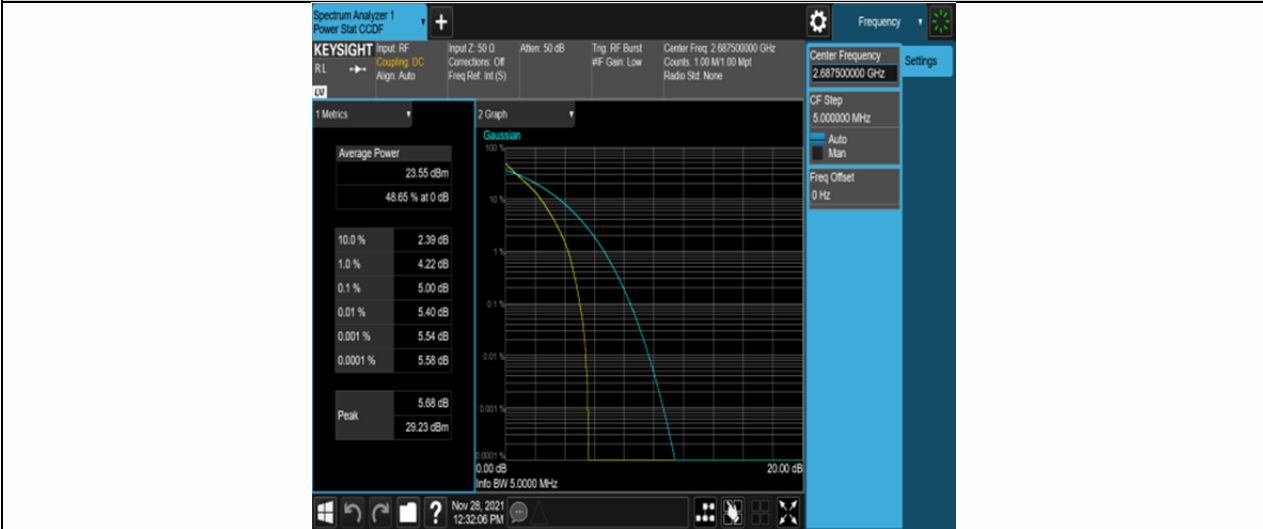 Spectrum Analyzer 1
Power Stat CCDF
Frequency
KEYSIGHT
Input: RF
Coupling: DC
Align: Auto
RL
LV
Input Z: 50 Ω
Corrections: Off
Freq Ref: Int (S)
Atten: 50 dB
Trig: RF Burst
#IF Gain: Low
Center Freq: 2.687500000 GHz
Counts: 1.00 M/1.00 Mpt
Radio Std: None
1 Metrics
Average Power
23.55 dBm
48.65 % at 0 dB
10.0 % 2.39 dB
1.0 % 4.22 dB
0.1 % 5.00 dB
0.01 % 5.40 dB
0.001 % 5.54 dB
0.0001 % 5.58 dB
Peak
5.68 dB
29.23 dBm
2 Graph
Gaussian
100 %
10 %
1 %
0.1 %
0.01 %
0.001 %
0.0001 %
0.00 dB 20.00 dB
Info BW 5.0000 MHz
Center Frequency
2.687500000 GHz
CF Step
5.000000 MHz
Auto
Man
Freq Offset
0 Hz
Settings
?
Nov 28, 2021
12:32:06 PM